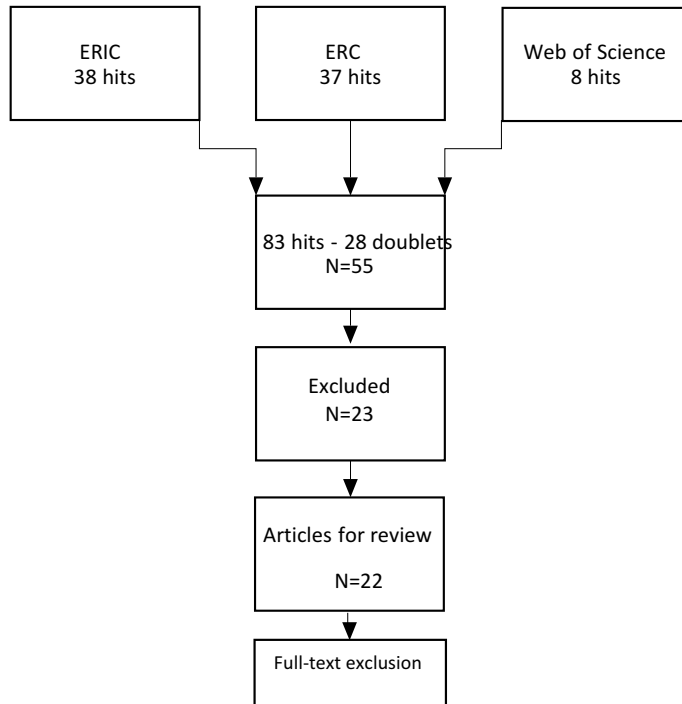 ERIC
38 hits
ERC
37 hits
Web of Science
8 hits
83 hits - 28 doublets
N=55
Excluded
N=23
Articles for review
N=22
Full-text exclusion